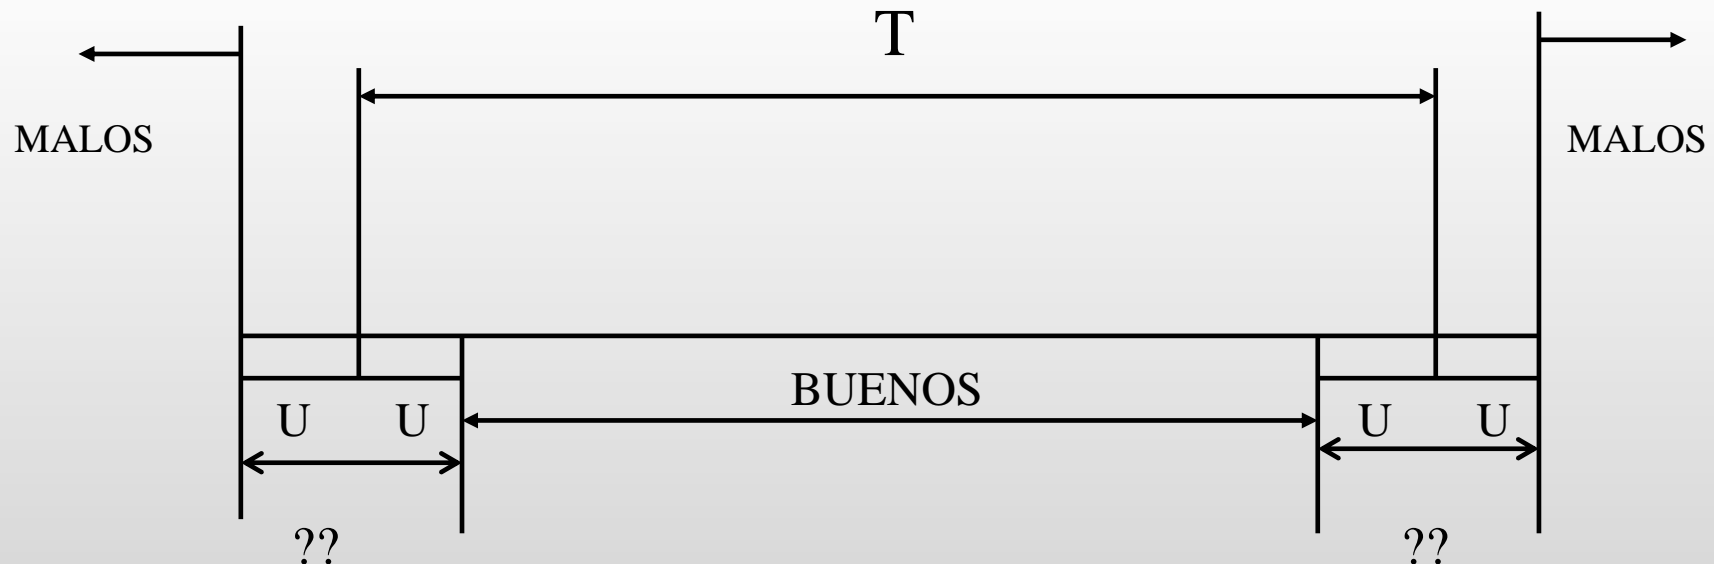 T
MALOS MALOS
BUENOS
U U U U
?? ??